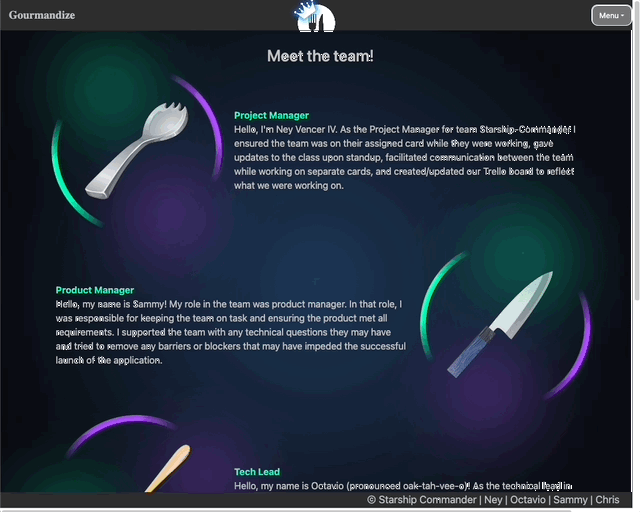 Gourmandize
Menu
Meet the team!
Project Manager
Hello, I'm Ney Vencer IV. As the Project Manager for team Starship-Commander! I
ensured the team was on their assigned card while they were working, gave
updates to the class upon standup, facilitated communication between the team
while working on separate cards, and created/updated our Trello board to reflect
what we were working on.
Product Manager
Hello, my name is Sammy! My role in the team was product manager. In that role, I
was responsible for keeping the team on task and ensuring the product met all
requirements. I supported the team with any technical questions they may have
and tried to remove any barriers or blockers that may have impeded the successful
launch of the application.
Tech Lead
Hello, my name is Octavio (pronounced oak-tah-vee-o)! As the technical lead in
© Starship Commander | Ney | Octavio | Sammy | Chris